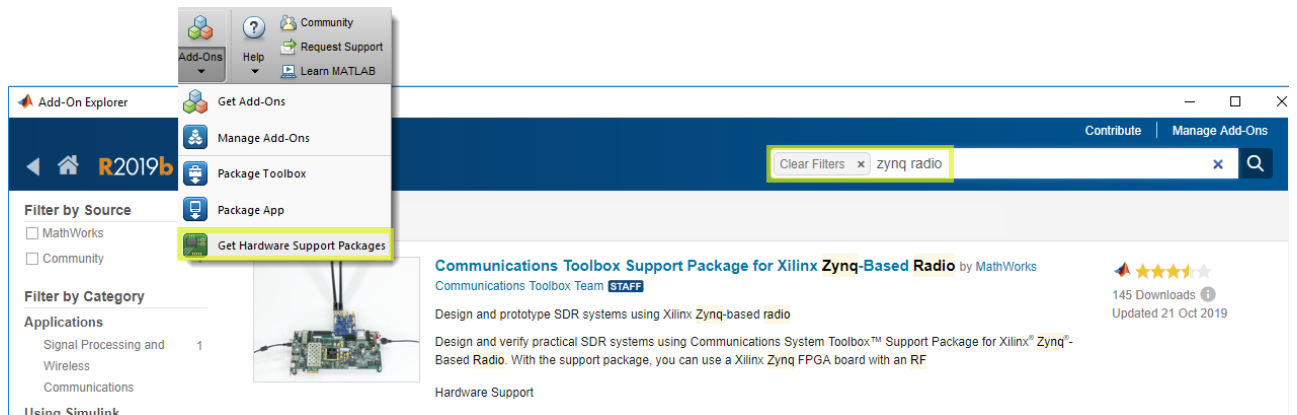 Add-Ons
Help
Community
Request Support
Learn MATLAB
Get Add-Ons
Manage Add-Ons
Package Toolbox
Package App
Get Hardware Support Packages
Add-On Explorer
Contribute
Manage Add-Ons
R2019b
Clear Filters × zynq radio
Filter by Source
MathWorks
Community
Filter by Category
Applications
Signal Processing and 1
Wireless
Communications
Using Simulink
Communications Toolbox Support Package for Xilinx Zynq-Based Radio by MathWorks
Communications Toolbox Team STAFF
Design and prototype SDR systems using Xilinx Zynq-based radio
Design and verify practical SDR systems using Communications System Toolbox™ Support Package for Xilinx® Zynq®-
Based Radio. With the support package, you can use a Xilinx Zynq FPGA board with an RF
Hardware Support
145 Downloads
Updated 21 Oct 2019